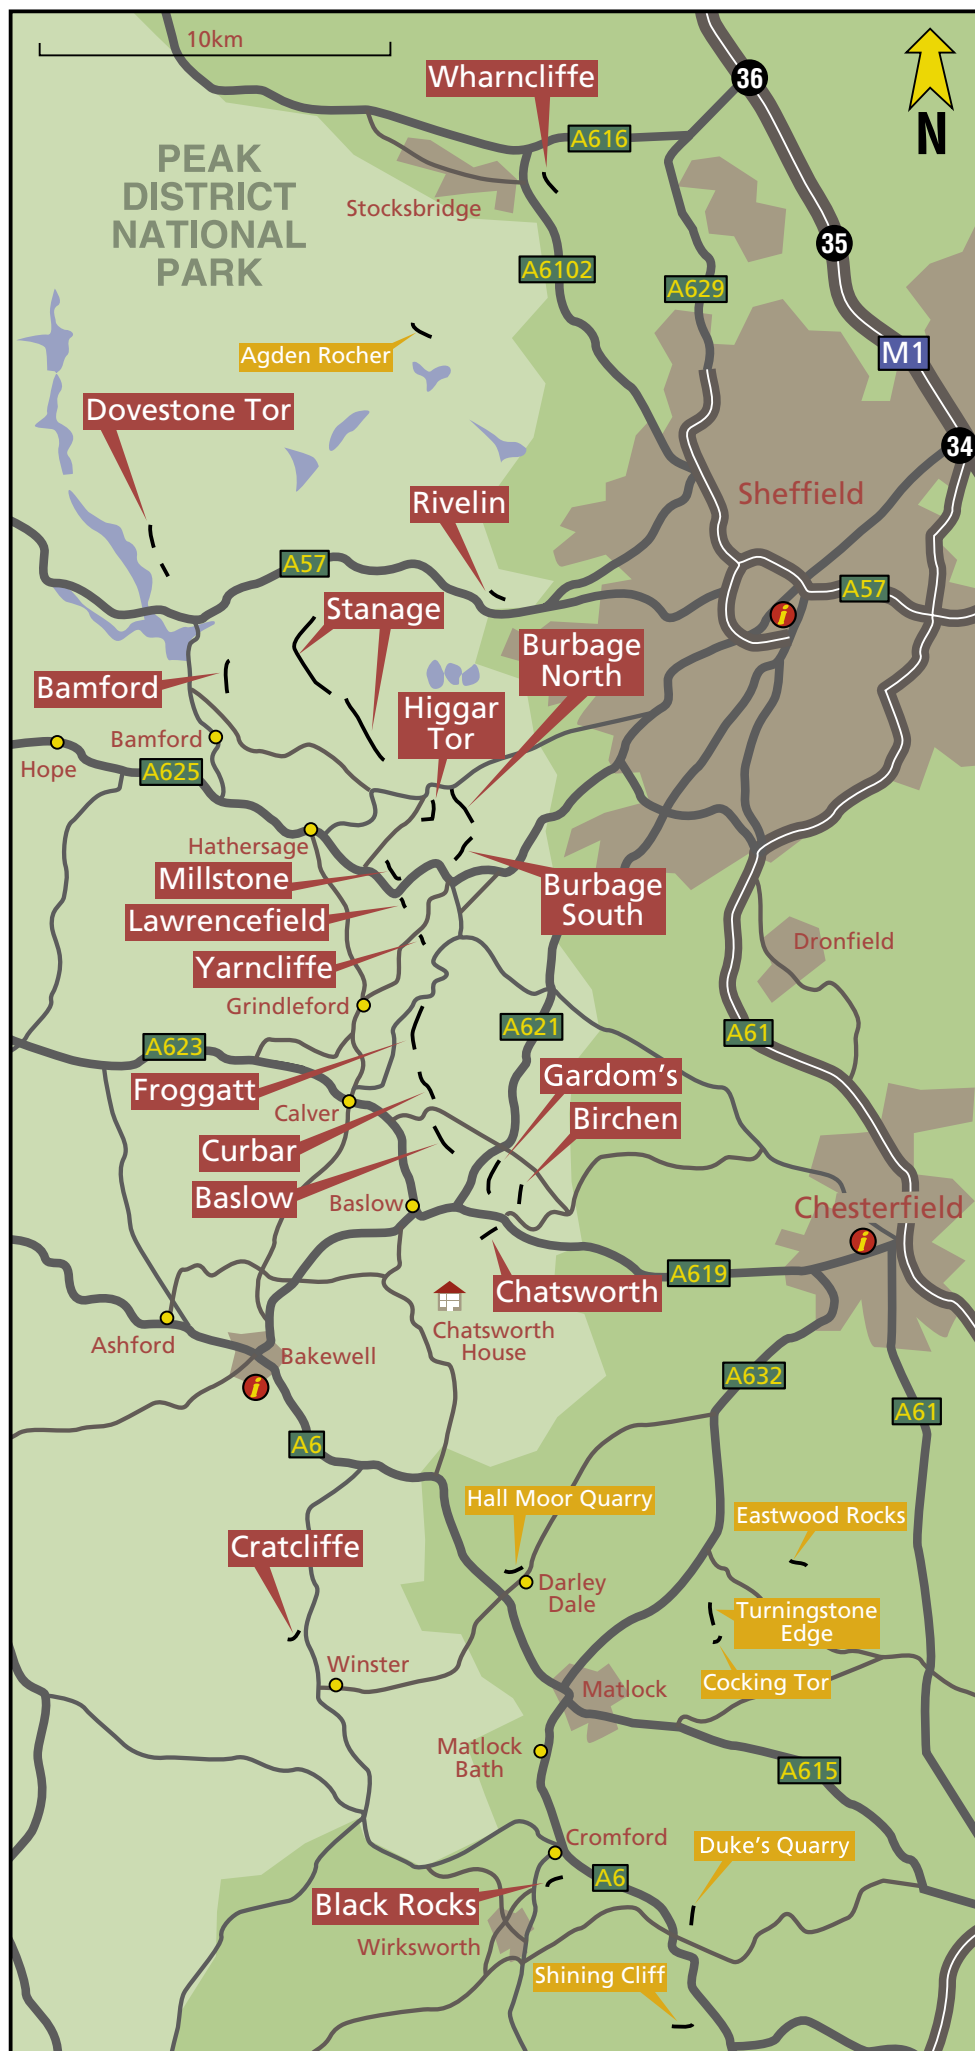 10km
Wharncliffe
36
N
A616
PEAK
DISTRICT
NATIONAL
PARK
Stocksbridge
35
A6102
A629
Agden Rocher
M1
Dovestone Tor
34
Sheffield
Rivelin
A57
A57
i
Stanage
Burbage
North
Bamford
Higgar
Tor
Bamford
Hope
A625
Hathersage
Millstone
Burbage
South
Lawrencefield
Dronfield
Yarncliffe
Grindleford
A621
A61
A623
Froggatt
Gardom's
Calver
Birchen
Curbar
Baslow
Baslow
Chesterfield
i
A619
Chatsworth
Chatsworth
House
Ashford
Bakewell
i
A632
A61
A6
Hall Moor Quarry
Eastwood Rocks
Cratcliffe
Darley
Dale
Turningstone
Edge
Winster
Cocking Tor
Matlock
Matlock
Bath
A615
Cromford
Duke's Quarry
A6
Black Rocks
Wirksworth
Shining Cliff